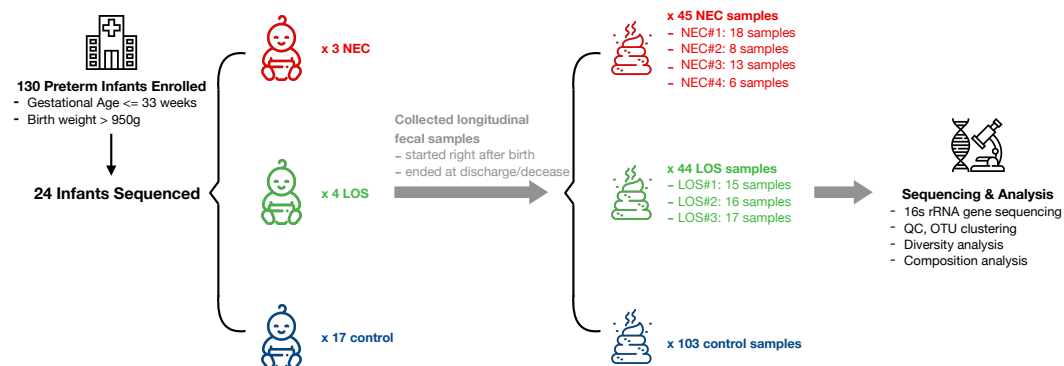 130 Preterm Infants Enrolled
- Gestational Age <= 33 weeks
- Birth weight > 950g
24 Infants Sequenced
x 3 NEC
x 4 LOS
x 17 control
Collected longitudinal
fecal samples
- started right after birth
- ended at discharge/decease
x 45 NEC samples
- NEC#1: 18 samples
- NEC#2: 8 samples
- NEC#3: 13 samples
- NEC#4: 6 samples
x 44 LOS samples
- LOS#1: 15 samples
- LOS#2: 16 samples
- LOS#3: 17 samples
x 103 control samples
Sequencing & Analysis
- 16s rRNA gene sequencing
- QC, OTU clustering
- Diversity analysis
- Composition analysis